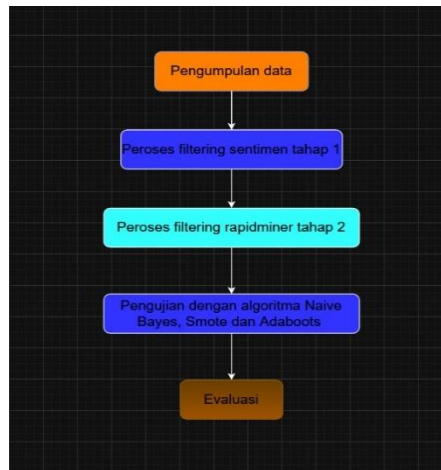 Pengumpulan data
Peroses filtering sentimen tahap 1
Peroses filtering rapidminer tahap 2
Pengujian dengan algoritma Naive
Bayes, Smote dan Adaboots
Evaluasi